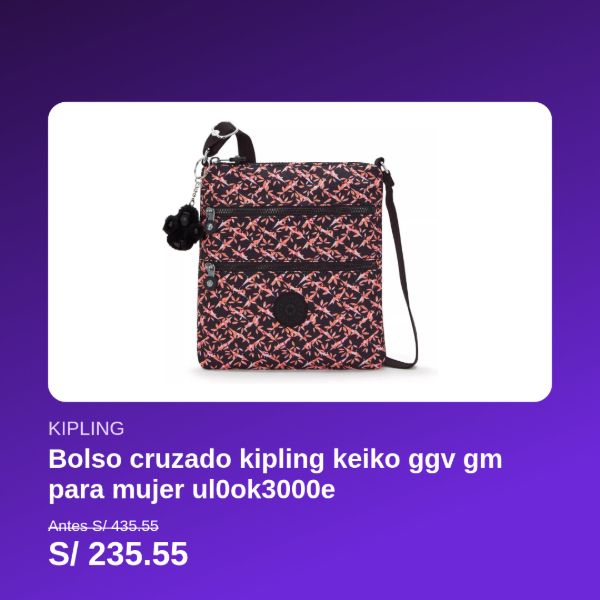 KIPLING
Bolso cruzado kipling keiko ggv gm
para mujer ul0ok3000e
Antes S/ 435.55
S/ 235.55